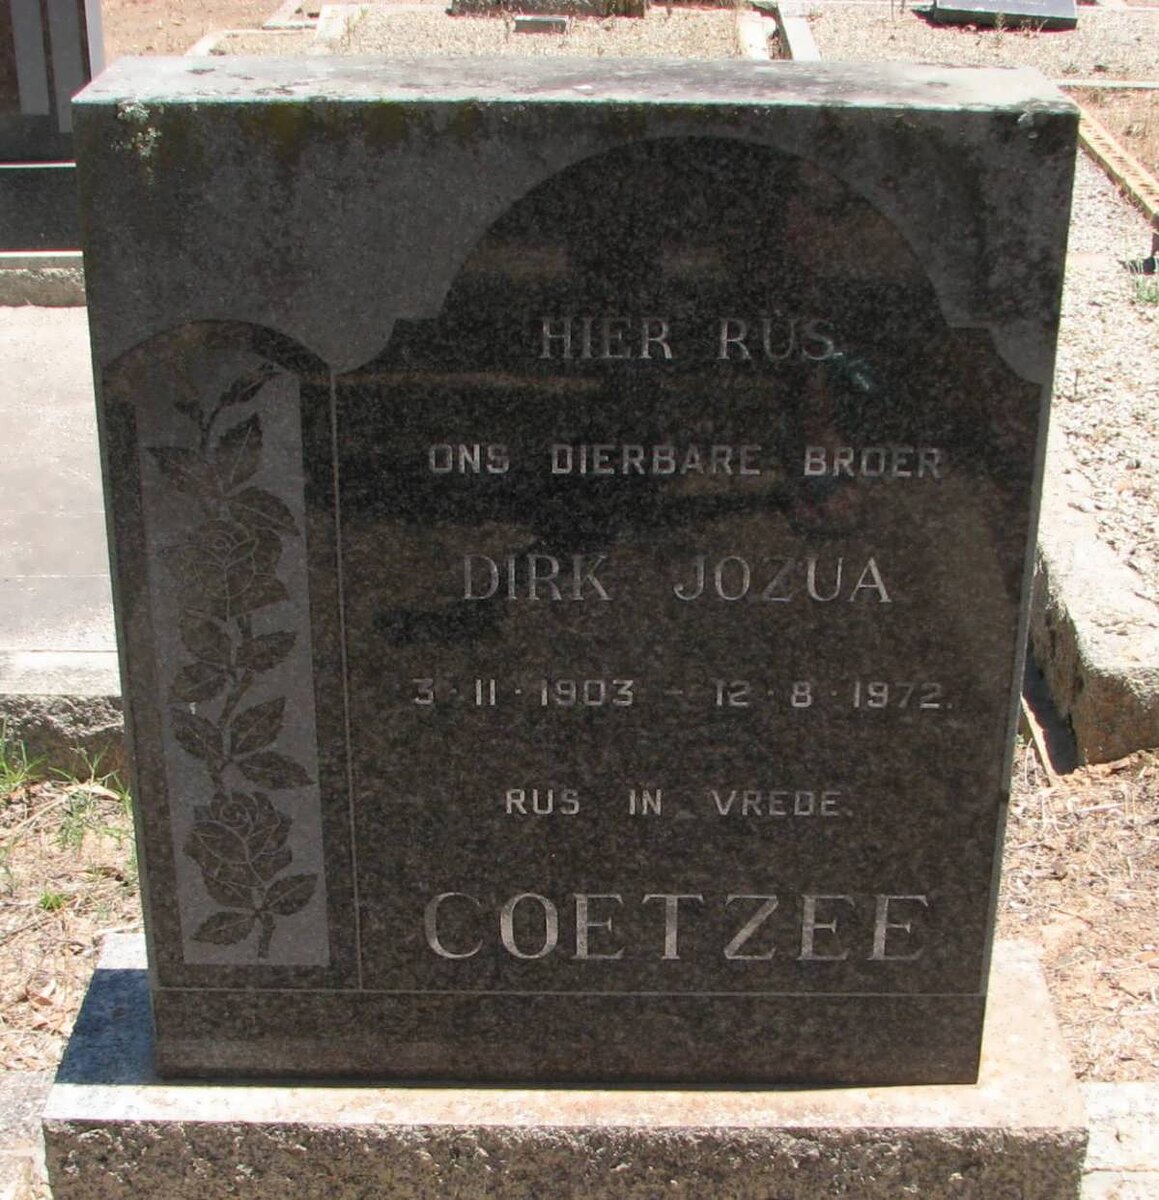 HIER RUS
ONS DIERBARE BROER
DIRK JOZUA
3·11·1903 - 12·8·1972.
RUS IN VREDE.
COETZEE